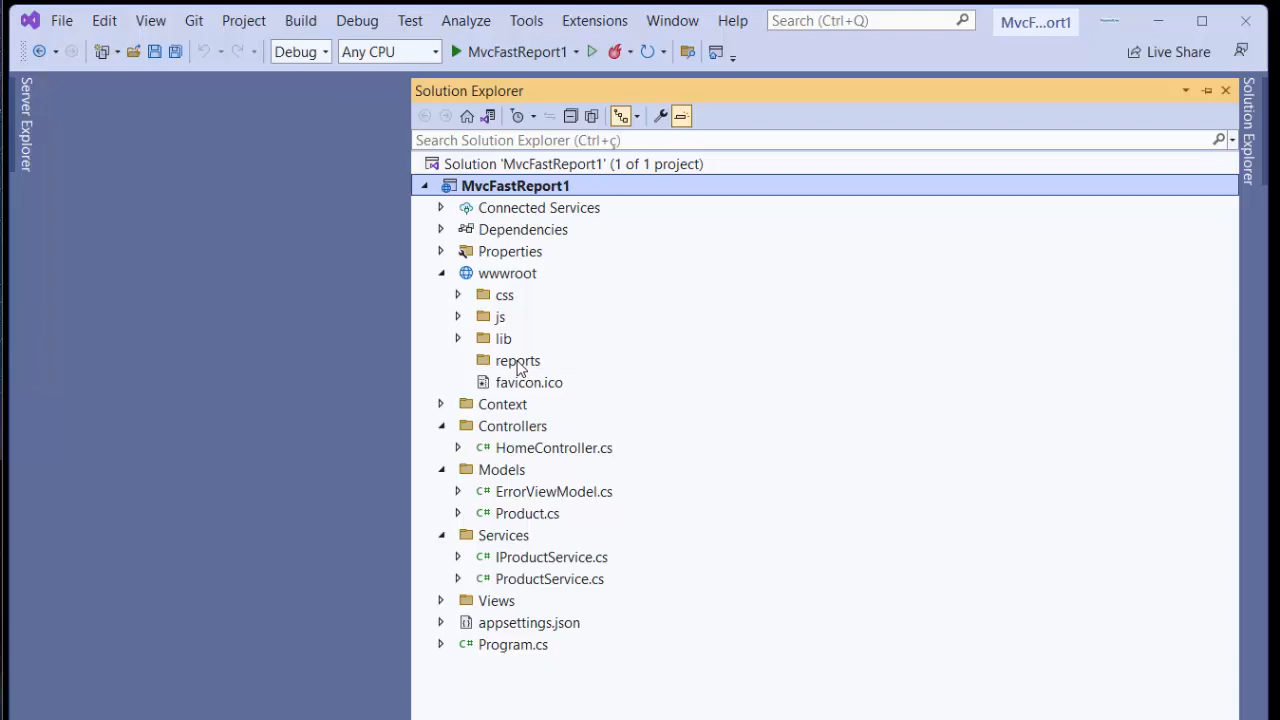 File Edit View Git Project Build Debug Test Analyze Tools Extensions Window Help Search (Ctrl+Q) MvcF...ort1
Debug Any CPU MvcFastReport1 Live Share
Server Explorer
Solution Explorer
Solution Explorer
Search Solution Explorer (Ctrl+ç)
Solution 'MvcFastReport1' (1 of 1 project)
MvcFastReport1
Connected Services
Dependencies
Properties
wwwroot
css
js
lib
reports
favicon.ico
Context
Controllers
C# HomeController.cs
Models
C# ErrorViewModel.cs
C# Product.cs
Services
C# IProductService.cs
C# ProductService.cs
Views
appsettings.json
C# Program.cs